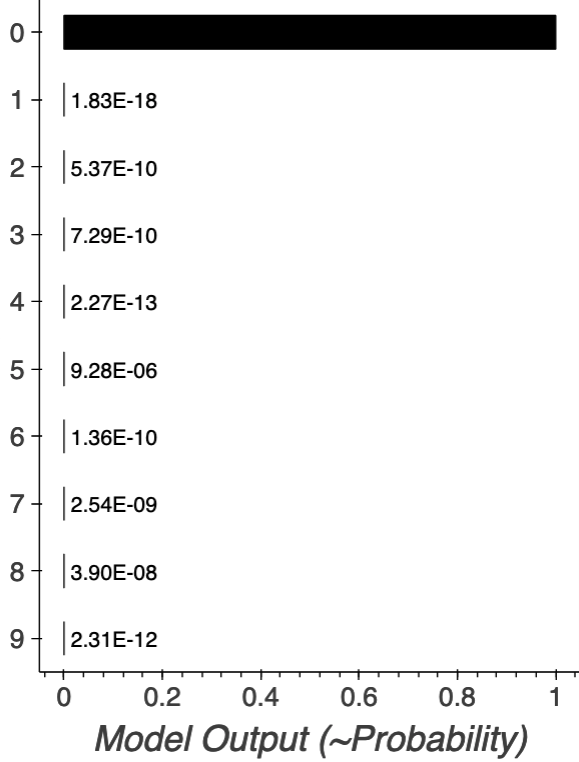 0
1 1.83E-18
2 5.37E-10
3 7.29E-10
4 2.27E-13
5 9.28E-06
6 1.36E-10
7 2.54E-09
8 3.90E-08
9 2.31E-12
0 0.2 0.4 0.6 0.8 1
Model Output (~Probability)